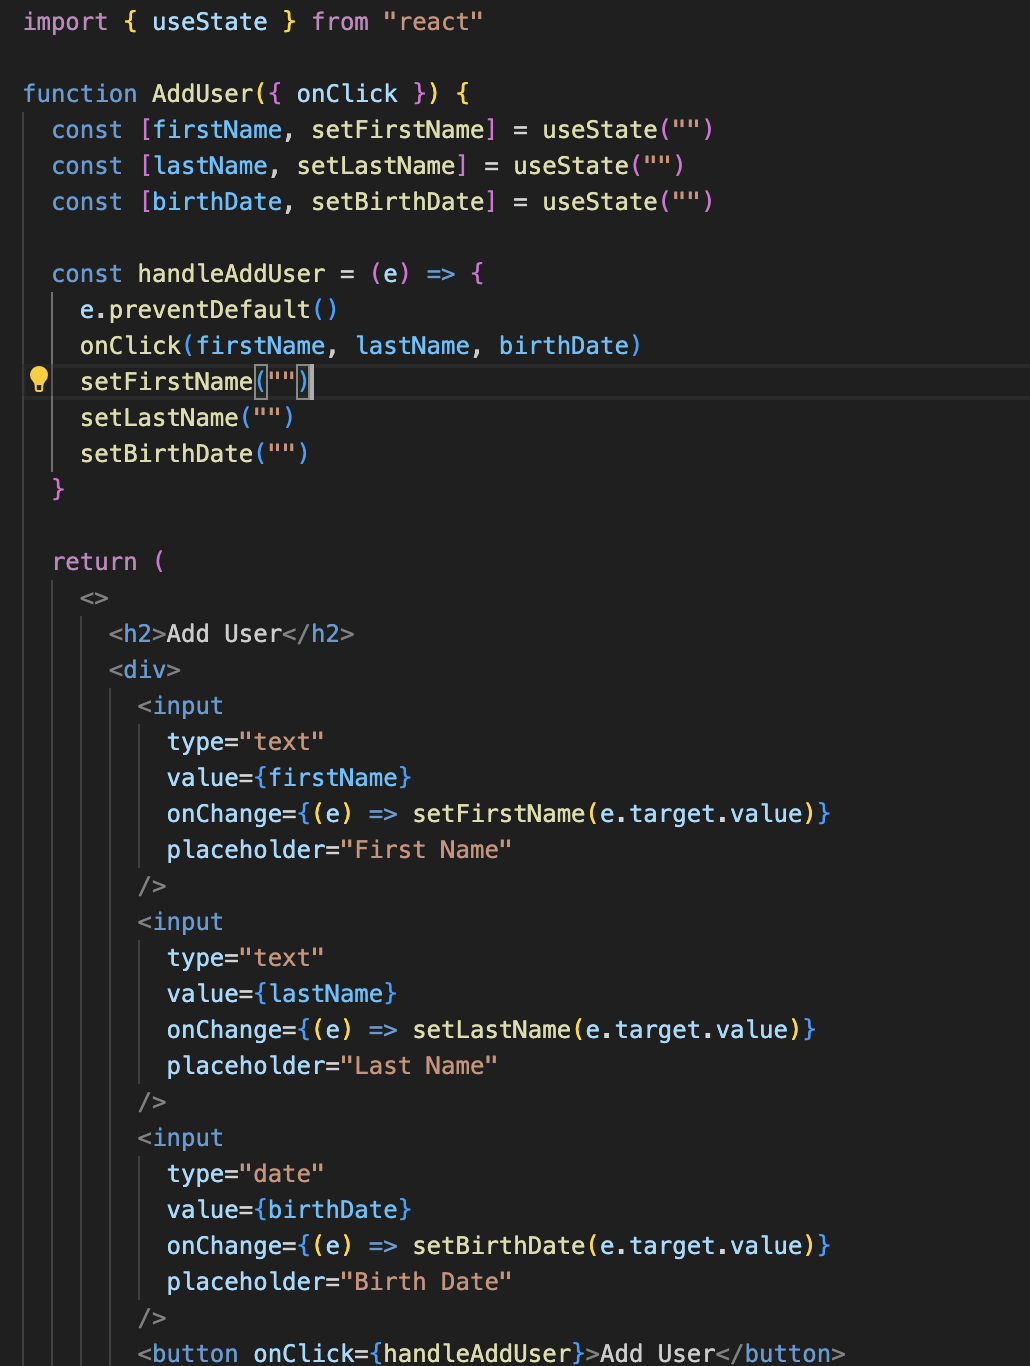 import { useState } from "react"
function AddUser({ onClick }) {
const [firstName, setFirstName] = useState("")
const [lastName, setLastName] = useState("")
const [birthDate, setBirthDate] = useState("")
const handleAddUser = (e) => {
e.preventDefault()
onClick(firstName, lastName, birthDate)
setFirstName("")
setLastName("")
setBirthDate("")
}
return (
<>
<h2>Add User</h2>
<div>
<input
type="text"
value={firstName}
onChange={(e) => setFirstName(e.target.value)}
placeholder="First Name"
/>
<input
type="text"
value={lastName}
onChange={(e) => setLastName(e.target.value)}
placeholder="Last Name"
/>
<input
type="date"
value={birthDate}
onChange={(e) => setBirthDate(e.target.value)}
placeholder="Birth Date"
/>
<button onClick={handleAddUser}>Add User</button>